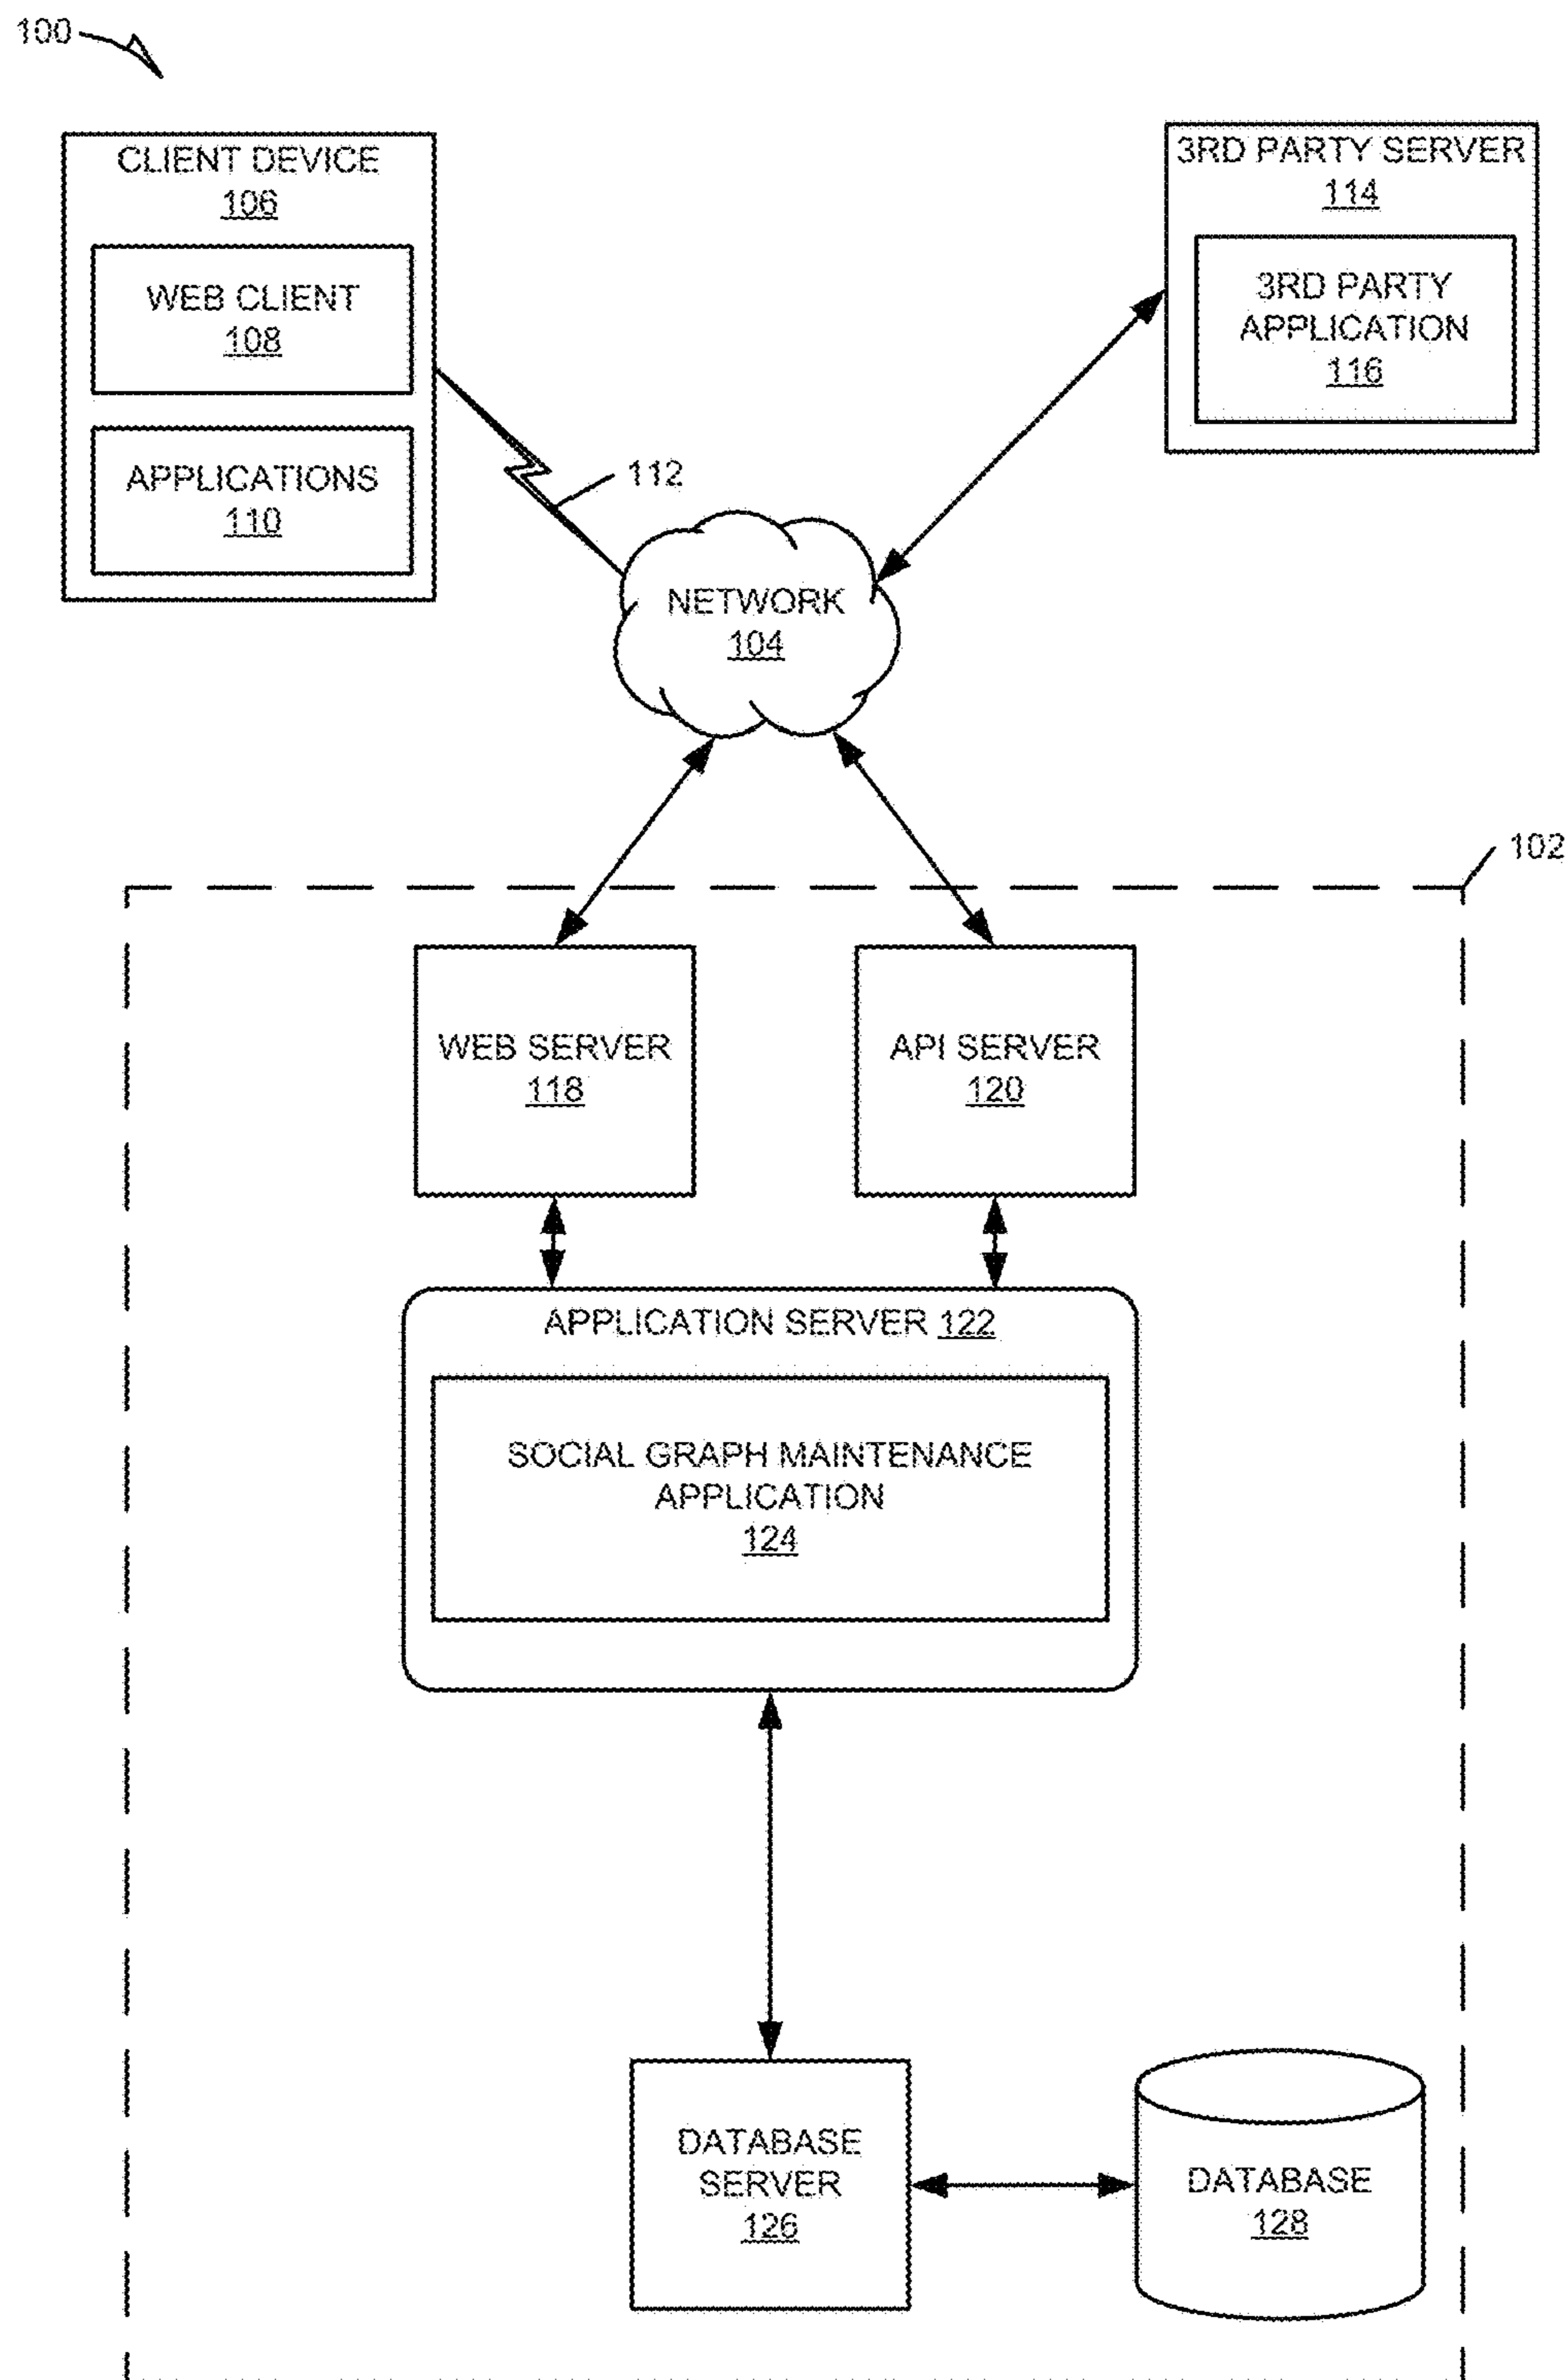 100
CLIENT DEVICE
106
WEB CLIENT
108
APPLICATIONS
110
112
3RD PARTY SERVER
114
3RD PARTY
APPLICATION
116
NETWORK
104
102
WEB SERVER
118
API SERVER
120
APPLICATION SERVER 122
SOCIAL GRAPH MAINTENANCE
APPLICATION
124
DATABASE
SERVER
126
DATABASE
128